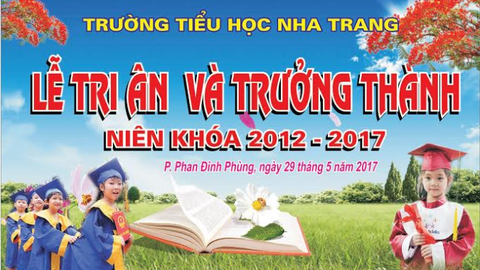 TRƯỜNG TIỂU HỌC NHA TRANG
LỄ TRI ÂN VÀ TRƯỞNG THÀNH
NIÊN KHÓA 2012 - 2017
P. Phan Đình Phùng, ngày 29 tháng 5 năm 2017